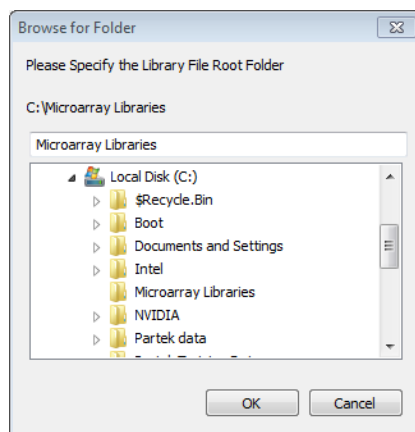 Browse for Folder
Please Specify the Library File Root Folder
C:\Microarray Libraries
Microarray Libraries
Local Disk (C:)
$Recycle.Bin
Boot
Documents and Settings
Intel
Microarray Libraries
NVIDIA
Partek data
OK Cancel